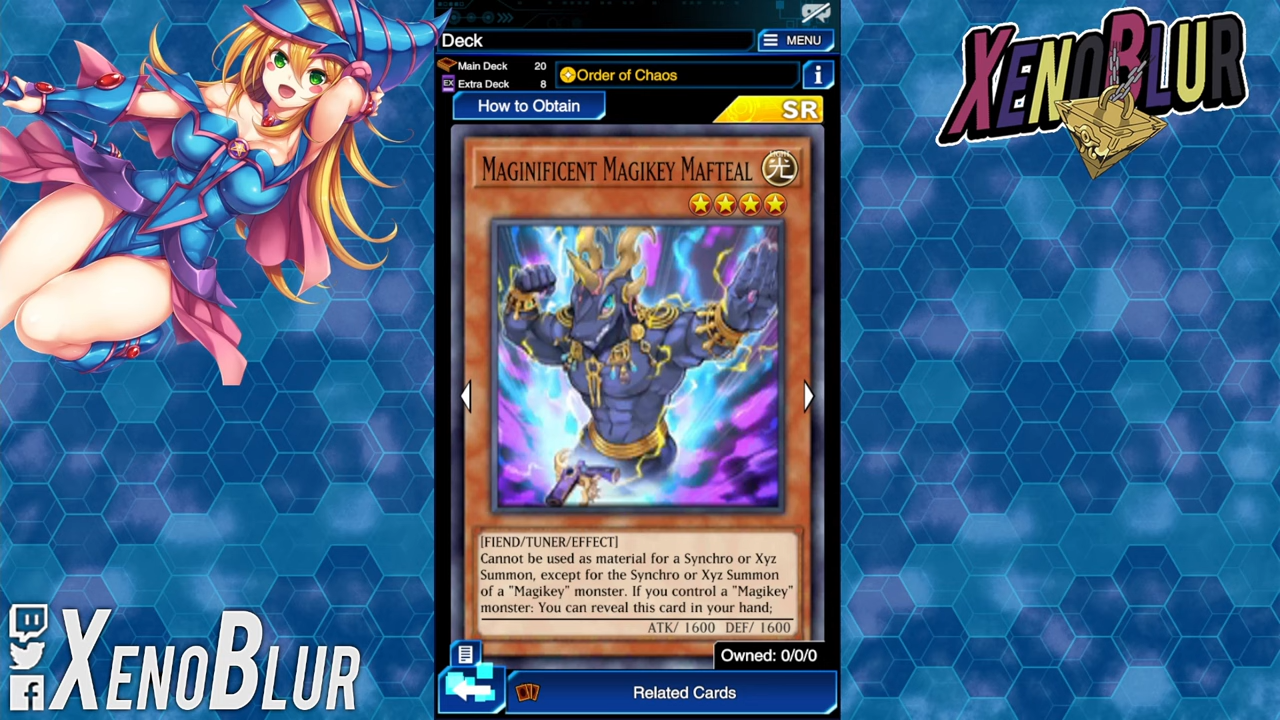 XENOBLUR
Deck
MENU
Main Deck 20
EX Extra Deck 8
Order of Chaos
i
How to Obtain
SR
MAGINIFICENT MAGIKEY MAFTEAL
LIGHT
光
[FIEND/TUNER/EFFECT]
Cannot be used as material for a Synchro or Xyz
Summon, except for the Synchro or Xyz Summon
of a "Magikey" monster. If you control a "Magikey"
monster: You can reveal this card in your hand;
ATK/ 1600 DEF/ 1600
Owned: 0/0/0
Related Cards
XENOBLUR